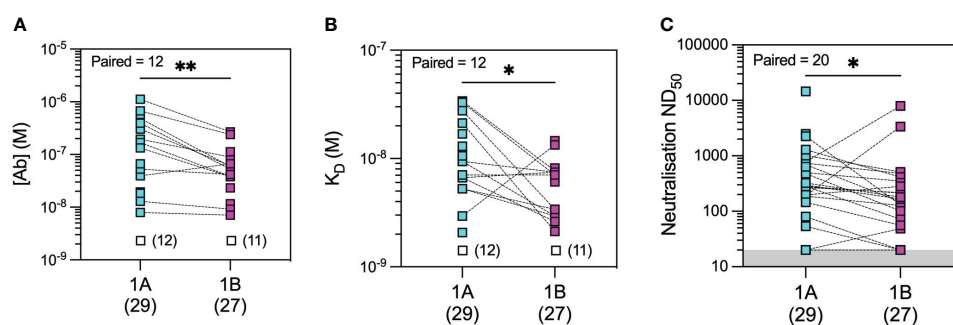 A
[Ab] (M)
10-5
10-6
10-7
10-8
10-9
Paired = 12
**
(12)
(11)
1A
(29)
1B
(27)
B
KD (M)
10-7
10-8
10-9
Paired = 12
*
(12)
(11)
1A
(29)
1B
(27)
C
Neutralisation ND50
100000
10000
1000
100
10
Paired = 20
*
1A
(29)
1B
(27)